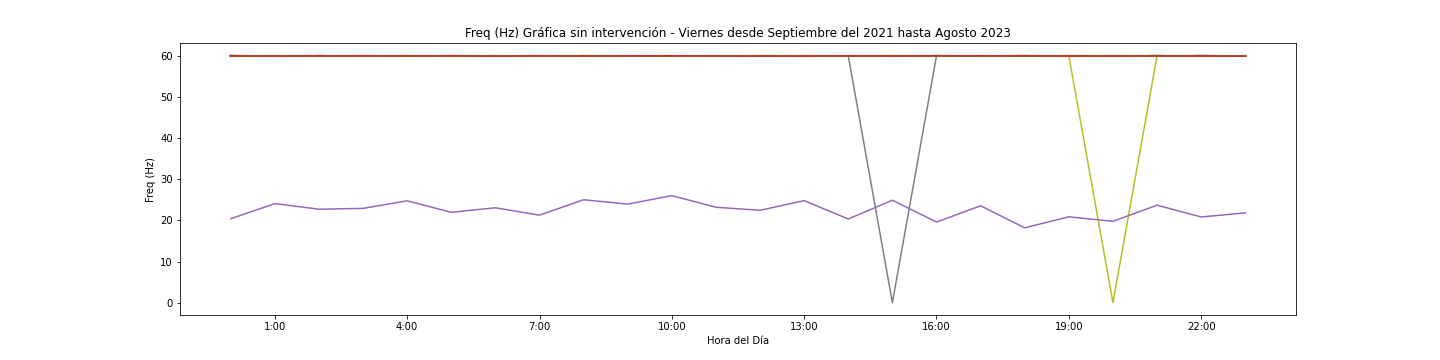 Freq (Hz) Gráfica sin intervención - Viernes desde Septiembre del 2021 hasta Agosto 2023
60
50
40
30
20
10
0
Freq (Hz)
1:00 4:00 7:00 10:00 13:00 16:00 19:00 22:00
Hora del Día